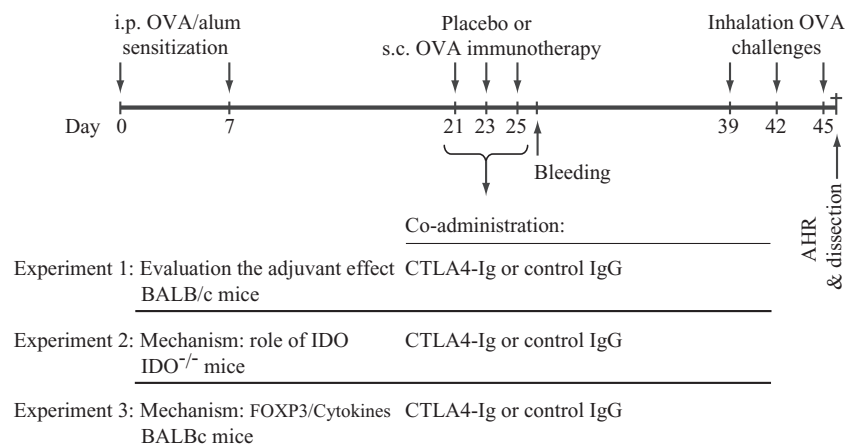 i.p. OVA/alum
sensitization
Placebo or
s.c. OVA immunotherapy
Inhalation OVA
challenges
Day 0 7 21 23 25 39 42 45
Bleeding
AHR
& dissection
Co-administration:
Experiment 1: Evaluation the adjuvant effect CTLA4-Ig or control IgG
BALB/c mice
Experiment 2: Mechanism: role of IDO CTLA4-Ig or control IgG
IDO-/- mice
Experiment 3: Mechanism: FOXP3/Cytokines CTLA4-Ig or control IgG
BALBc mice